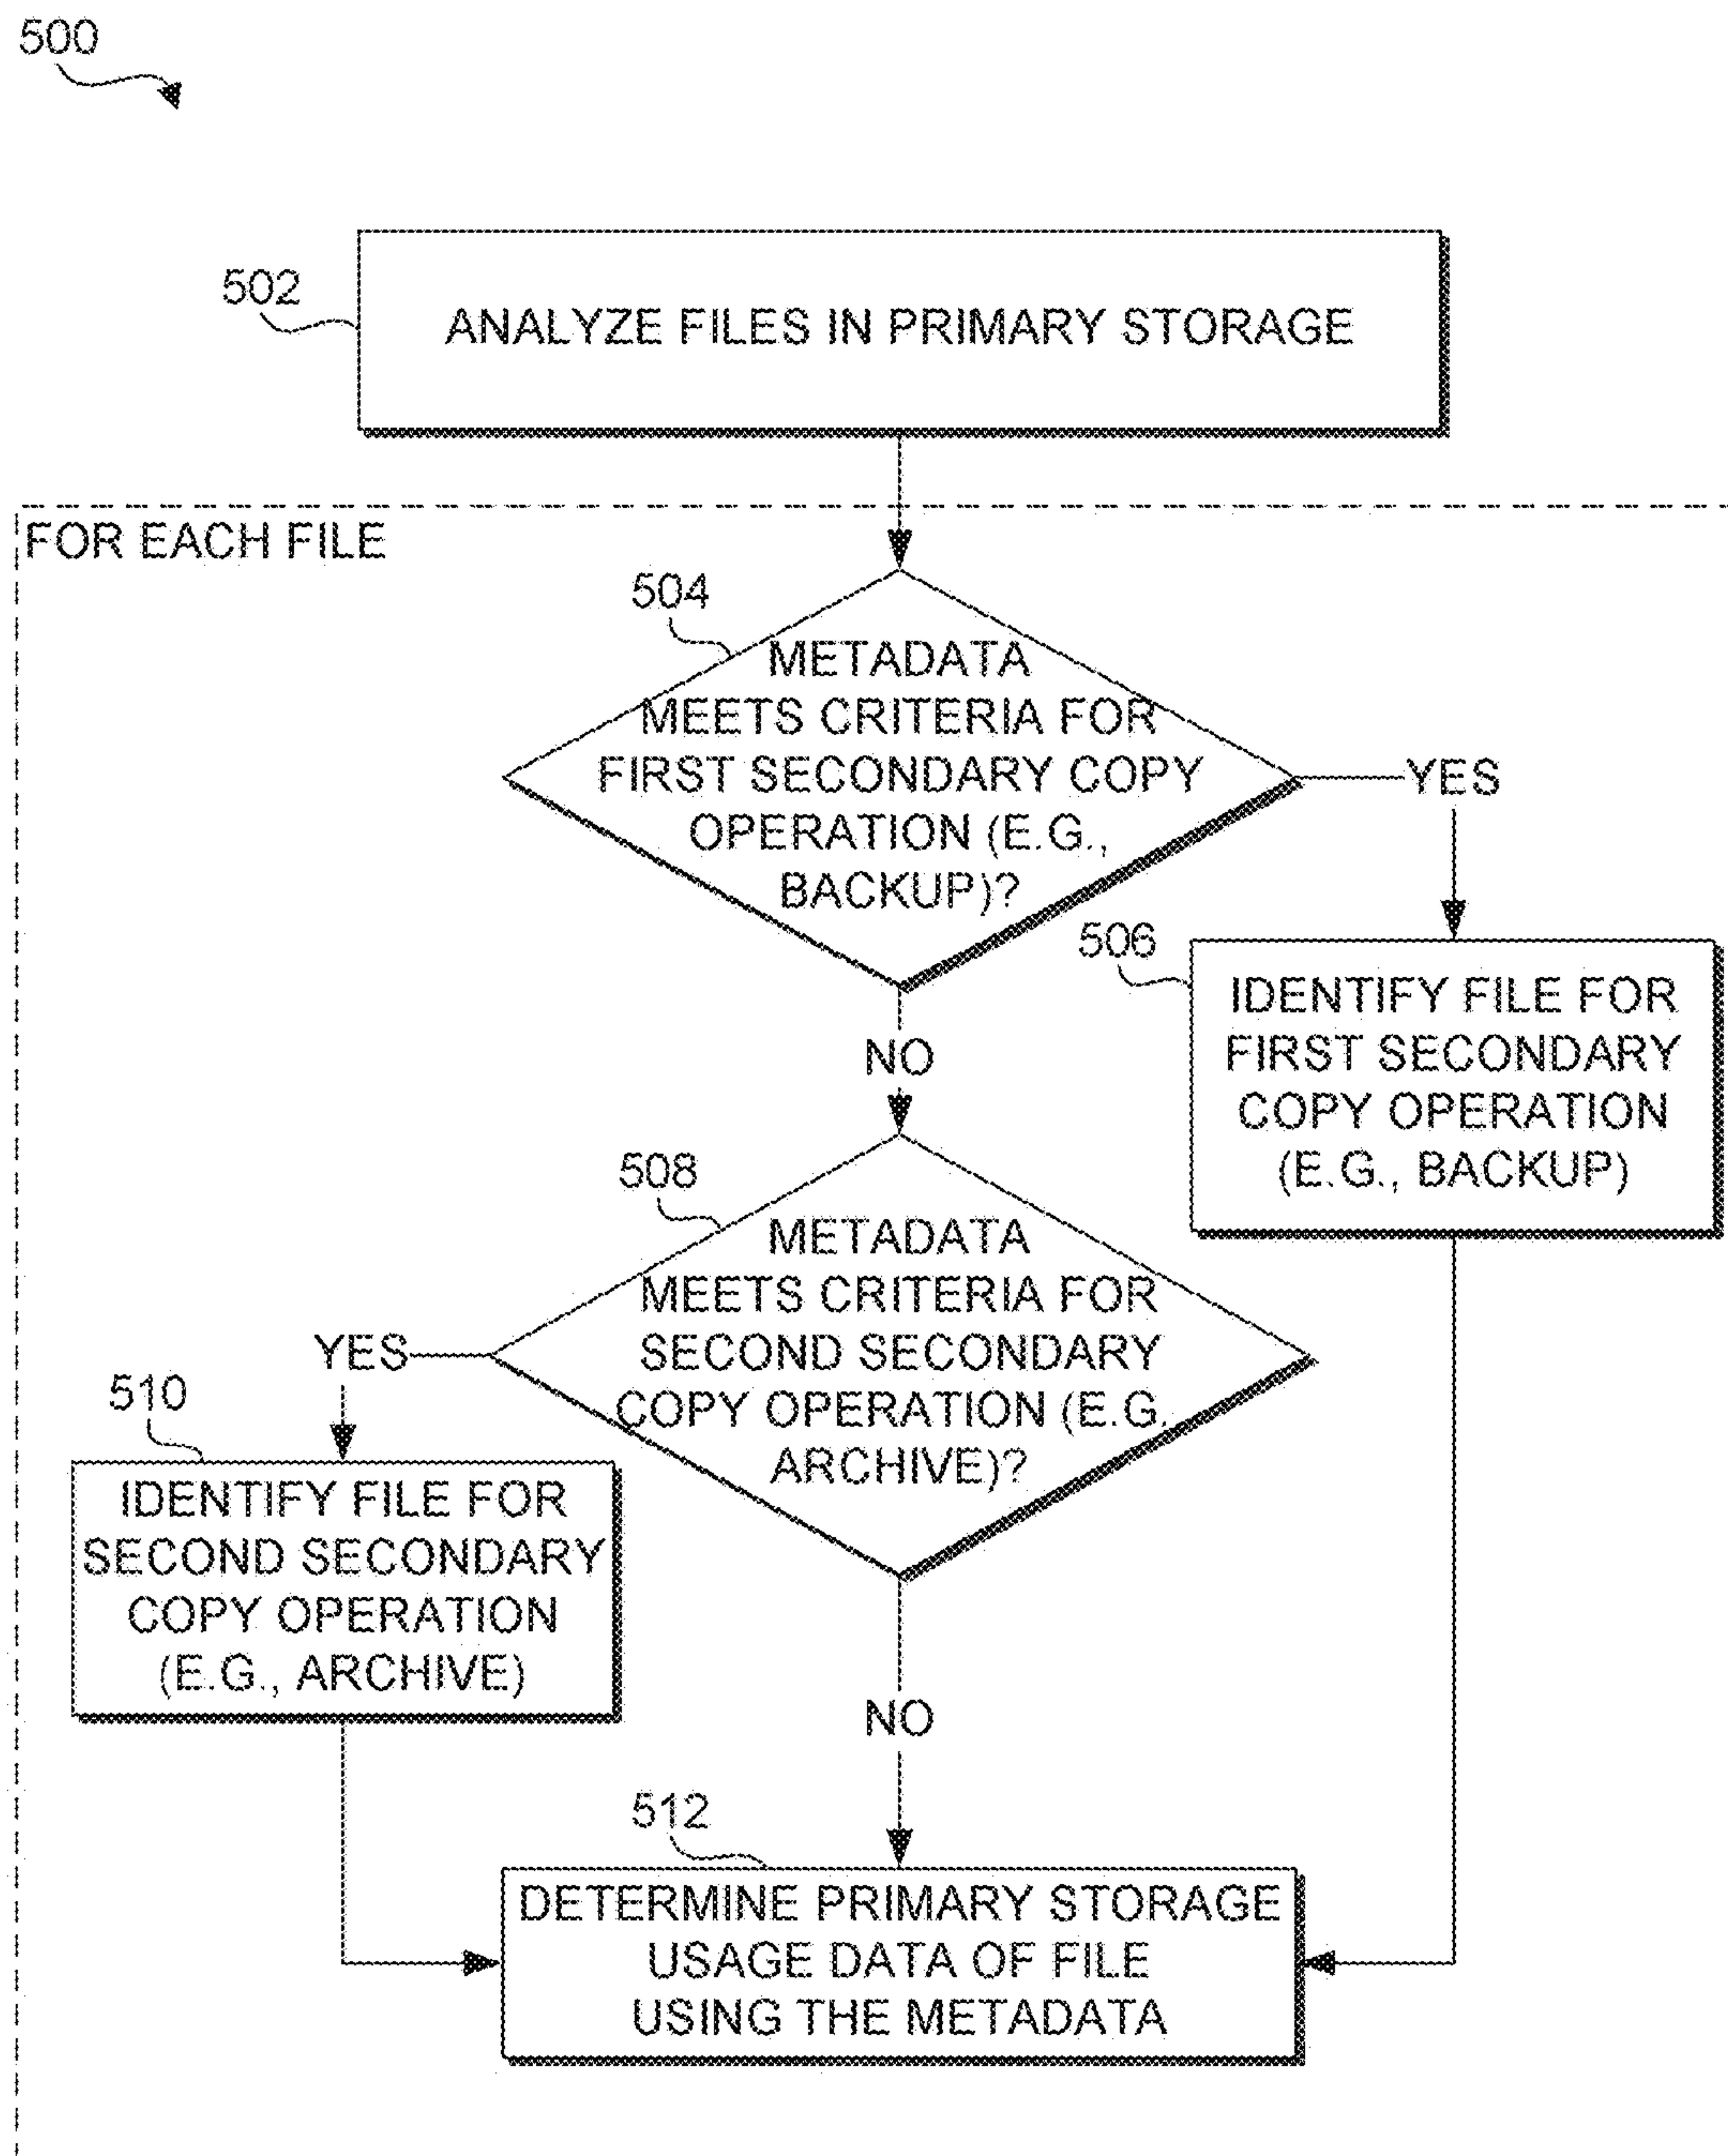 500
502
ANALYZE FILES IN PRIMARY STORAGE
FOR EACH FILE
504
METADATA
MEETS CRITERIA FOR
FIRST SECONDARY COPY
OPERATION (E.G.,
BACKUP)?
YES
506
IDENTIFY FILE FOR
FIRST SECONDARY
COPY OPERATION
(E.G., BACKUP)
NO
508
METADATA
MEETS CRITERIA FOR
SECOND SECONDARY
COPY OPERATION (E.G.
ARCHIVE)?
YES
510
IDENTIFY FILE FOR
SECOND SECONDARY
COPY OPERATION
(E.G., ARCHIVE)
NO
512
DETERMINE PRIMARY STORAGE
USAGE DATA OF FILE
USING THE METADATA